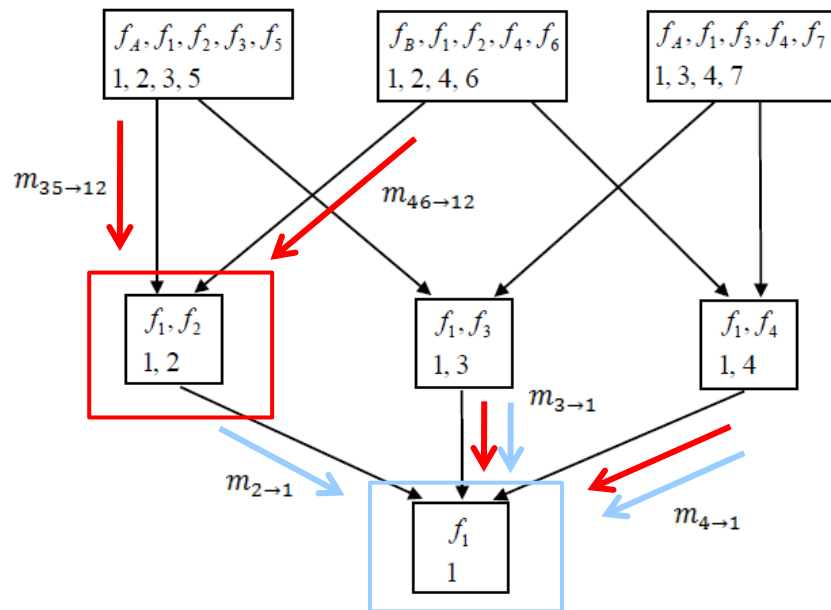 f_A, f_1, f_2, f_3, f_5
1, 2, 3, 5
f_B, f_1, f_2, f_4, f_6
1, 2, 4, 6
f_A, f_1, f_3, f_4, f_7
1, 3, 4, 7
m_{35→12}
m_{46→12}
f_1, f_2
1, 2
f_1, f_3
1, 3
f_1, f_4
1, 4
m_{3→1}
m_{2→1}
m_{4→1}
f_1
1